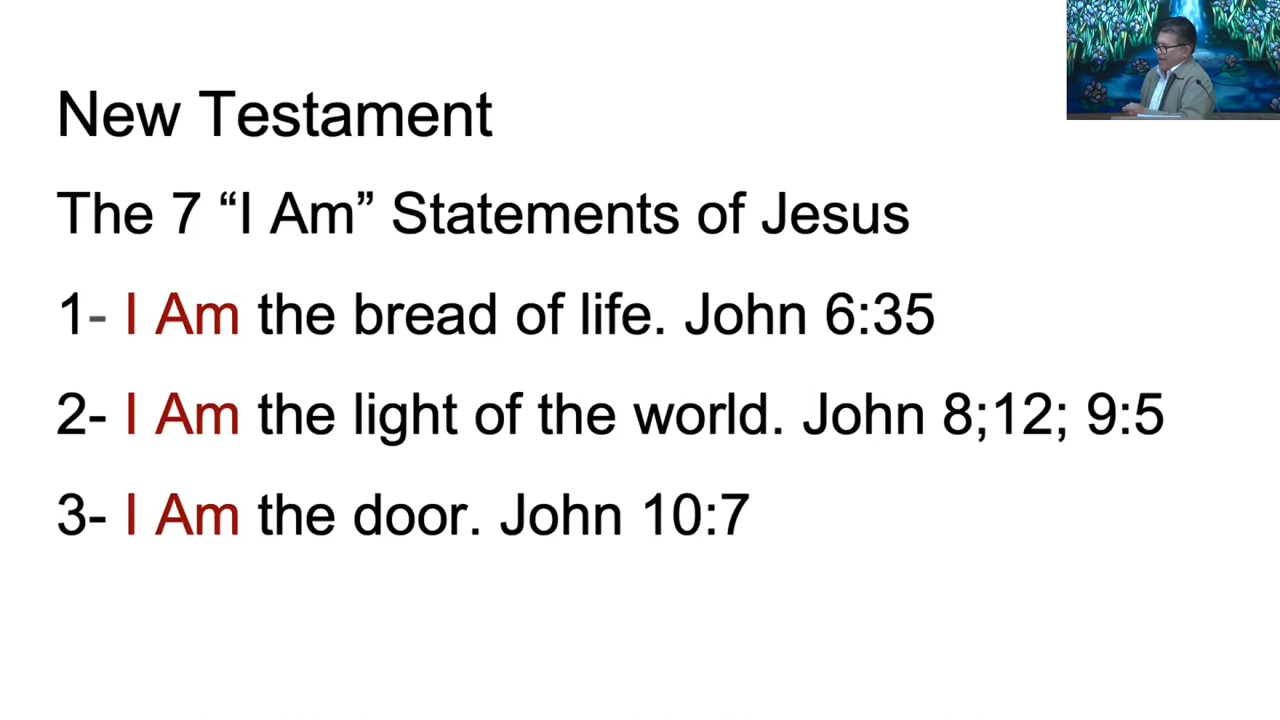 New Testament
The 7 “I Am” Statements of Jesus
1- I Am the bread of life. John 6:35
2- I Am the light of the world. John 8;12; 9:5
3- I Am the door. John 10:7